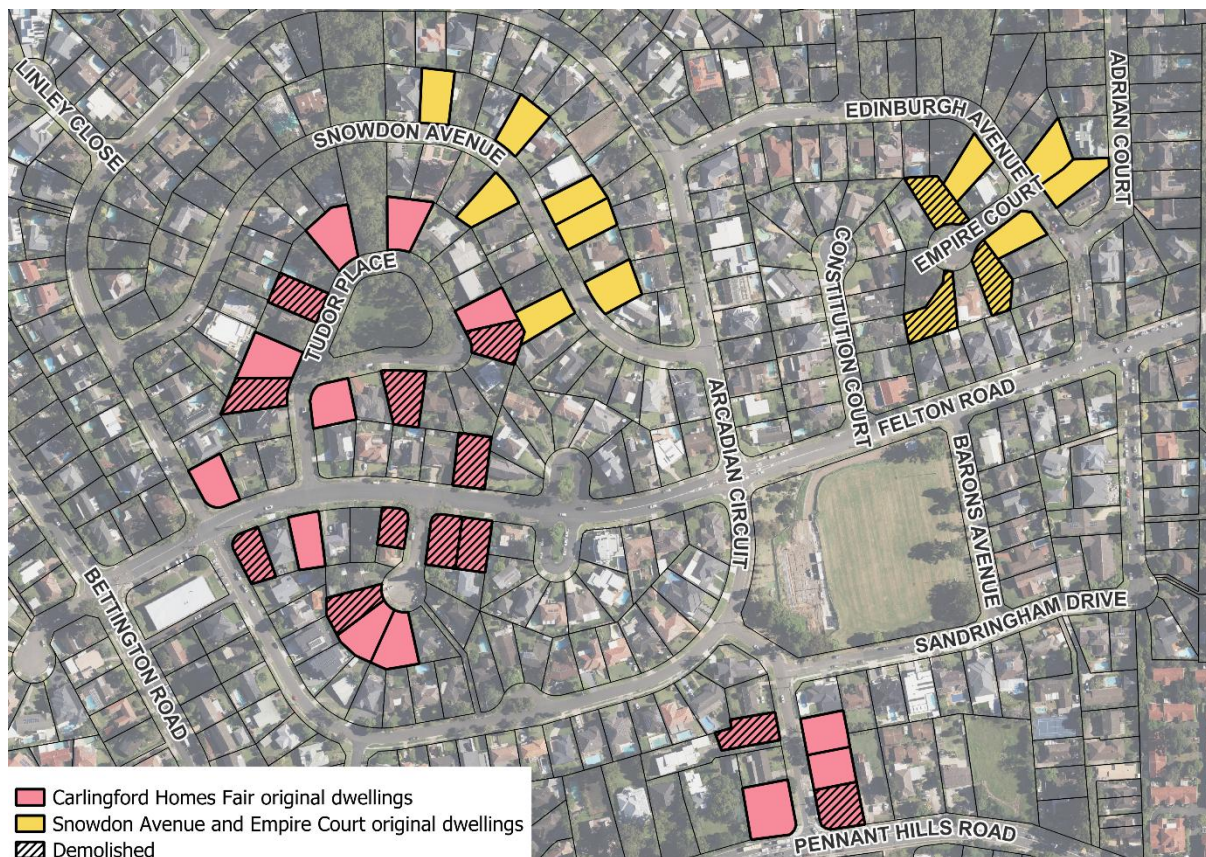 LINLEY CLOSE
SNOWDON AVENUE
EDINBURGH AVENUE
ADRIAN COURT
EMPIRE COURT
CONSTITUTION COURT
TUDOR PLACE
ARCADIAN CIRCUIT
FELTON ROAD
BARONS AVENUE
BETTINGTON ROAD
SANDRINGHAM DRIVE
PENNANT HILLS ROAD
Carlingford Homes Fair original dwellings
Snowdon Avenue and Empire Court original dwellings
Demolished